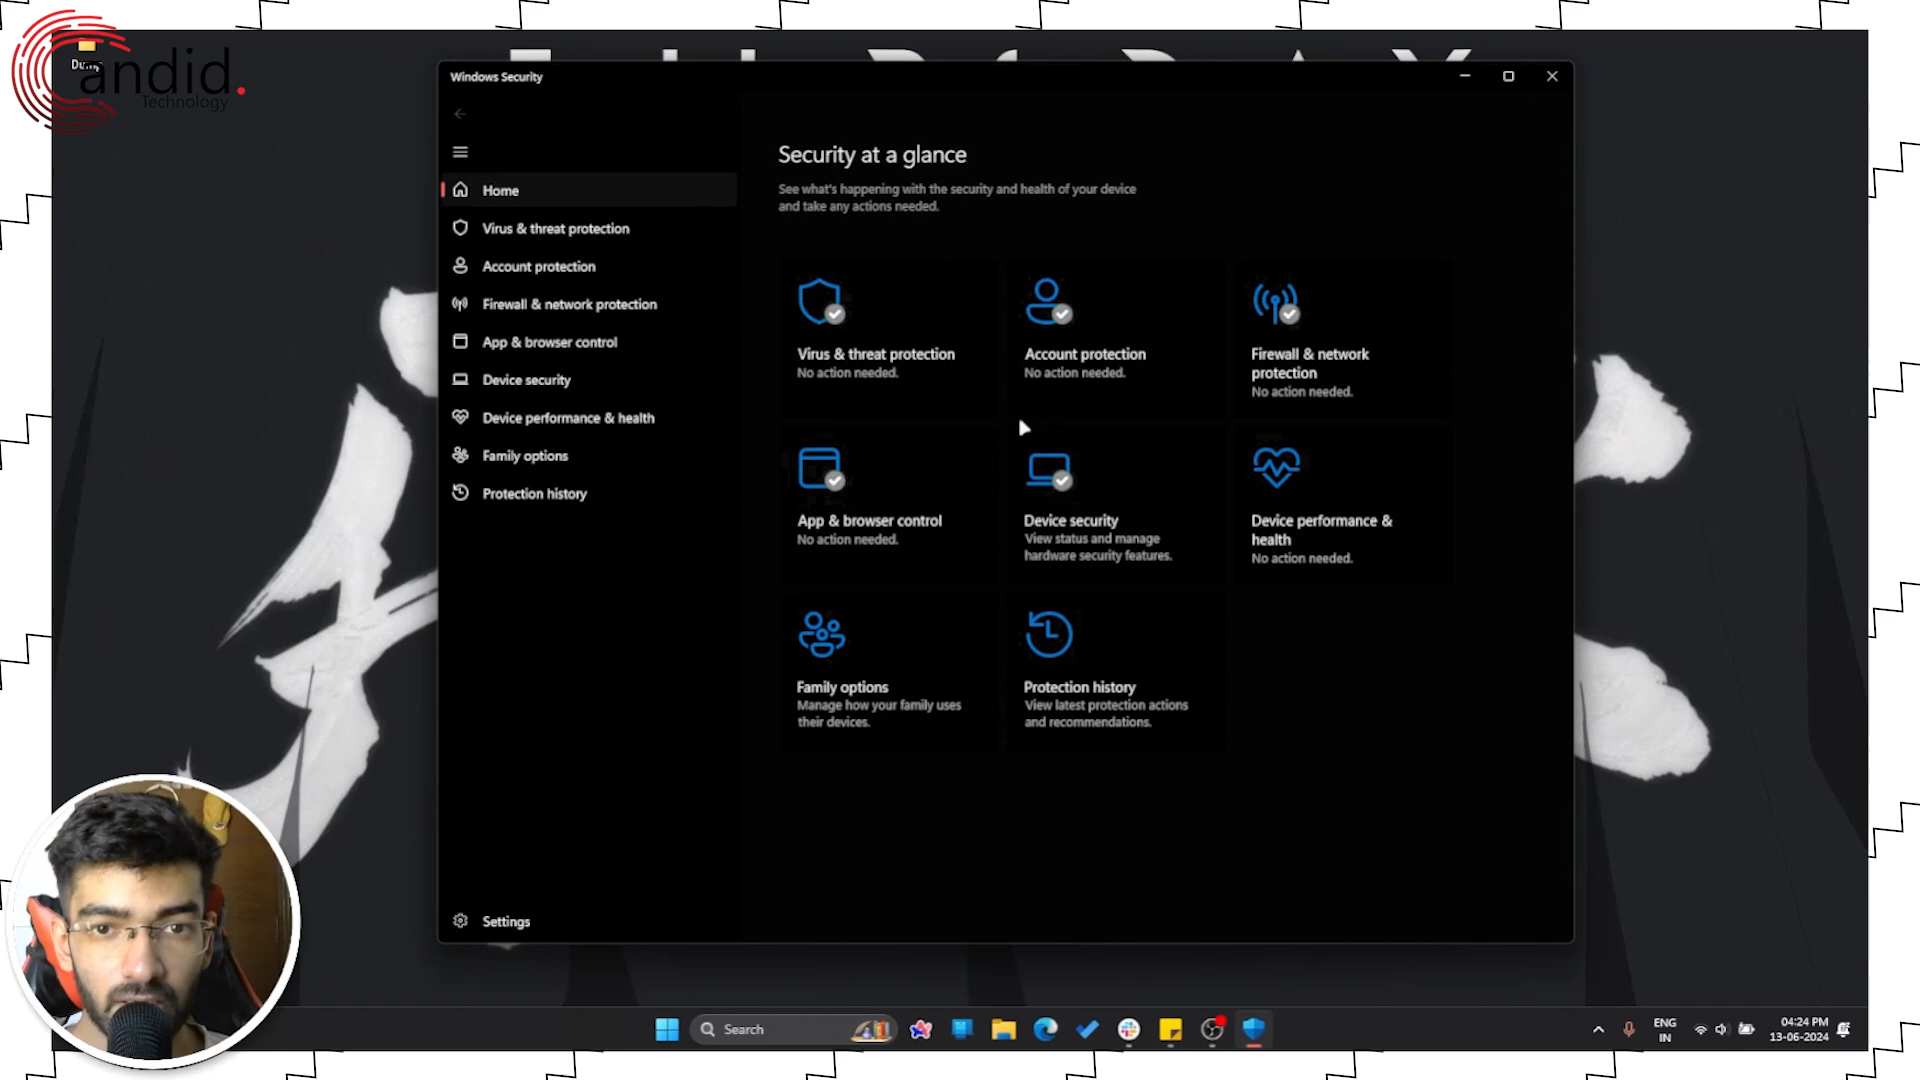 Dump
andid.
Technology
Windows Security
Home
Virus & threat protection
Account protection
Firewall & network protection
App & browser control
Device security
Device performance & health
Family options
Protection history
Settings
Security at a glance
See what's happening with the security and health of your device
and take any actions needed.
Virus & threat protection
No action needed.
Account protection
No action needed.
Firewall & network
protection
No action needed.
App & browser control
No action needed.
Device security
View status and manage
hardware security features.
Device performance &
health
No action needed.
Family options
Manage how your family uses
their devices.
Protection history
View latest protection actions
and recommendations.
Search
ENG
IN
04:24 PM
13-06-2024